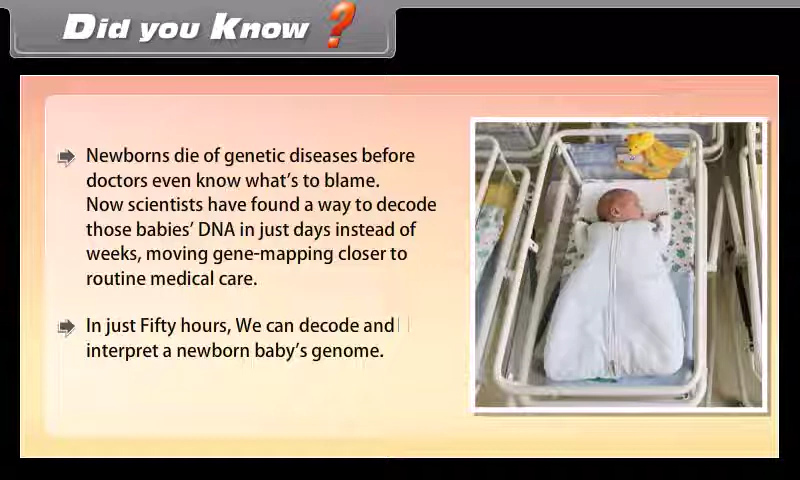 Did you Know ?
Newborns die of genetic diseases before
doctors even know what's to blame.
Now scientists have found a way to decode
those babies' DNA in just days instead of
weeks, moving gene-mapping closer to
routine medical care.
In just Fifty hours, We can decode and
interpret a newborn baby's genome.